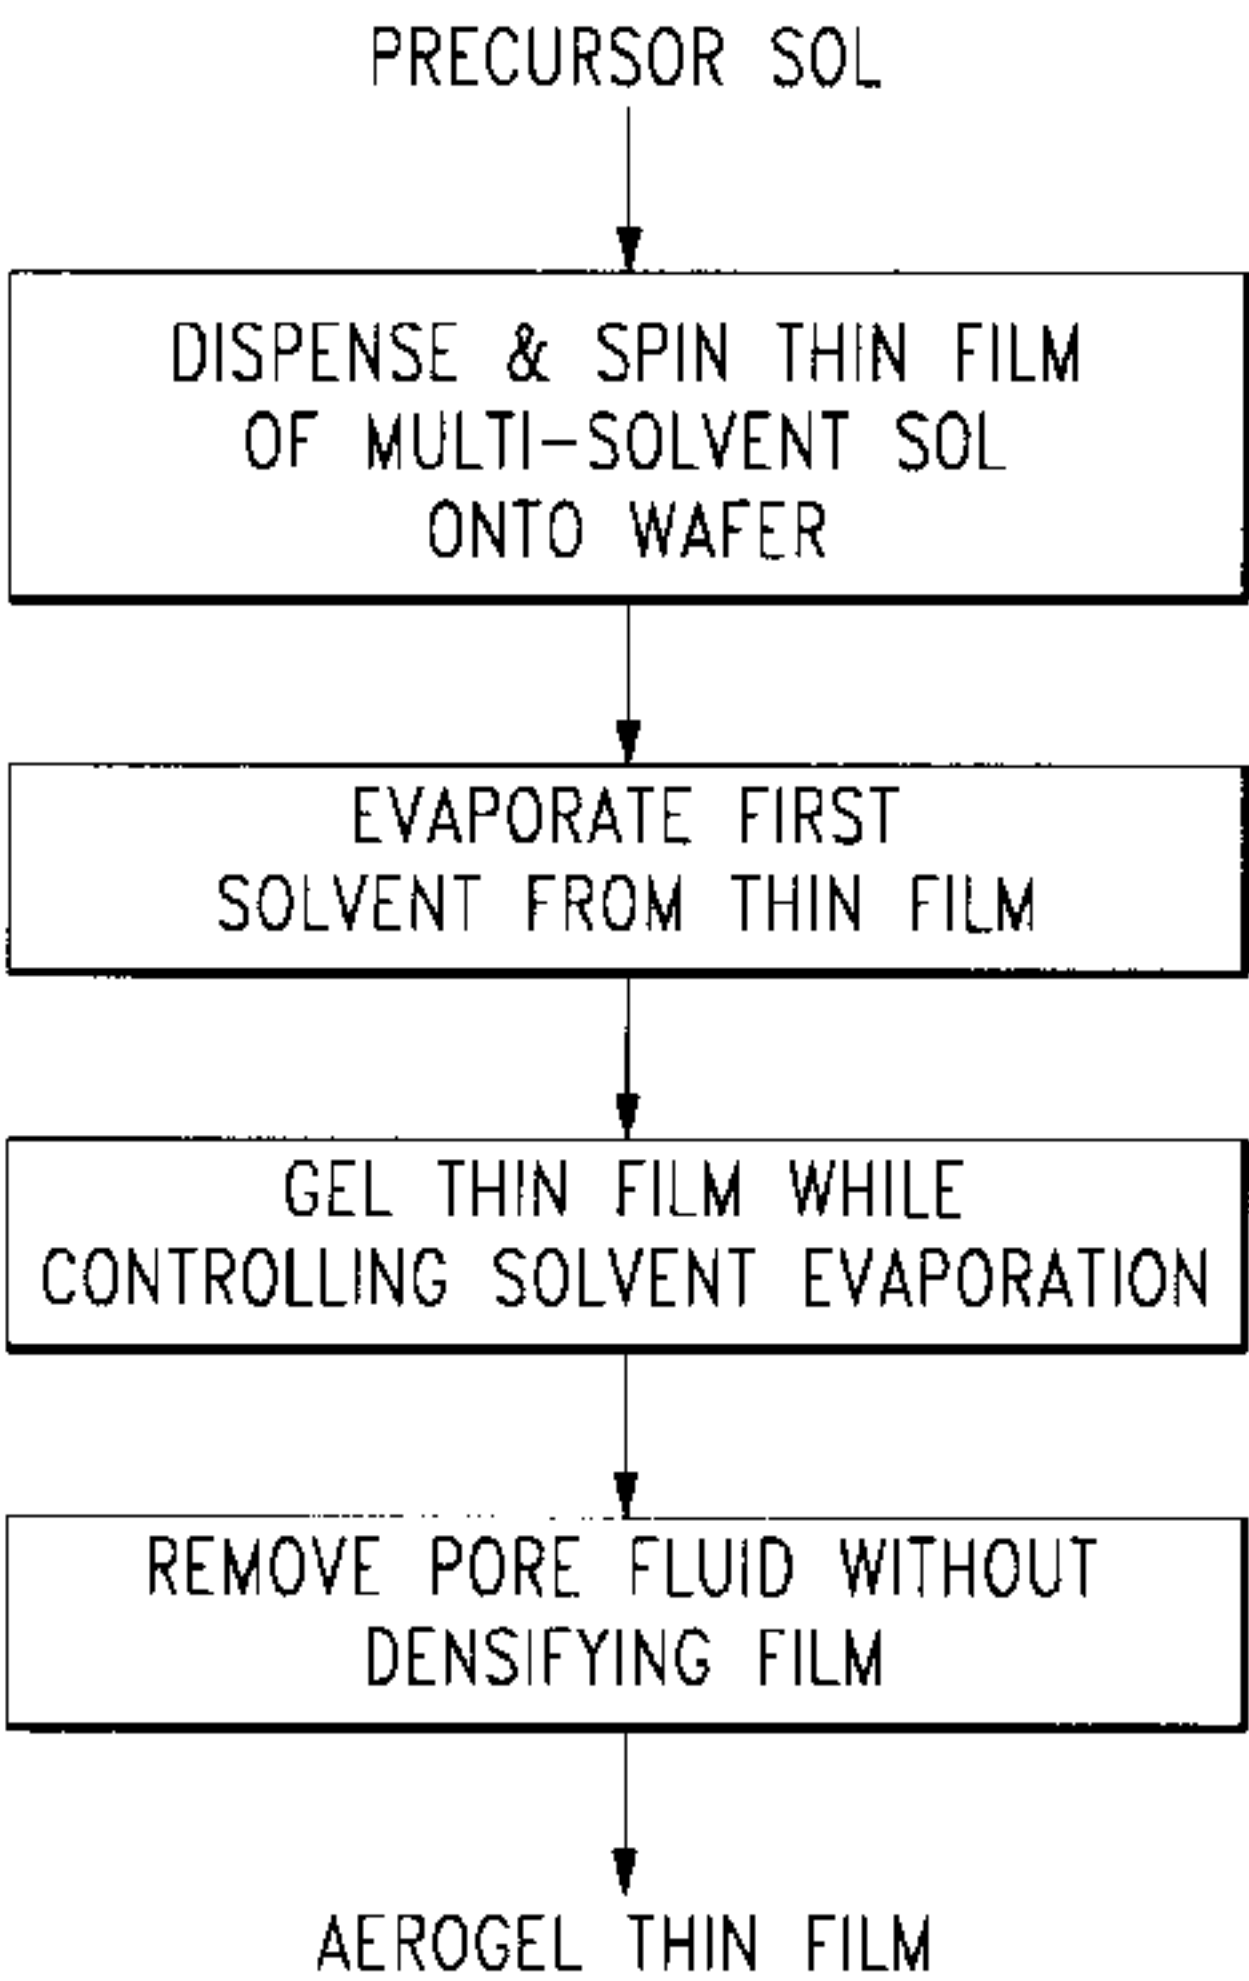 PRECURSOR SOL
DISPENSE & SPIN THIN FILM
OF MULTI-SOLVENT SOL
ONTO WAFER
EVAPORATE FIRST
SOLVENT FROM THIN FILM
GEL THIN FILM WHILE
CONTROLLING SOLVENT EVAPORATION
REMOVE PORE FLUID WITHOUT
DENSIFYING FILM
AEROGEL THIN FILM